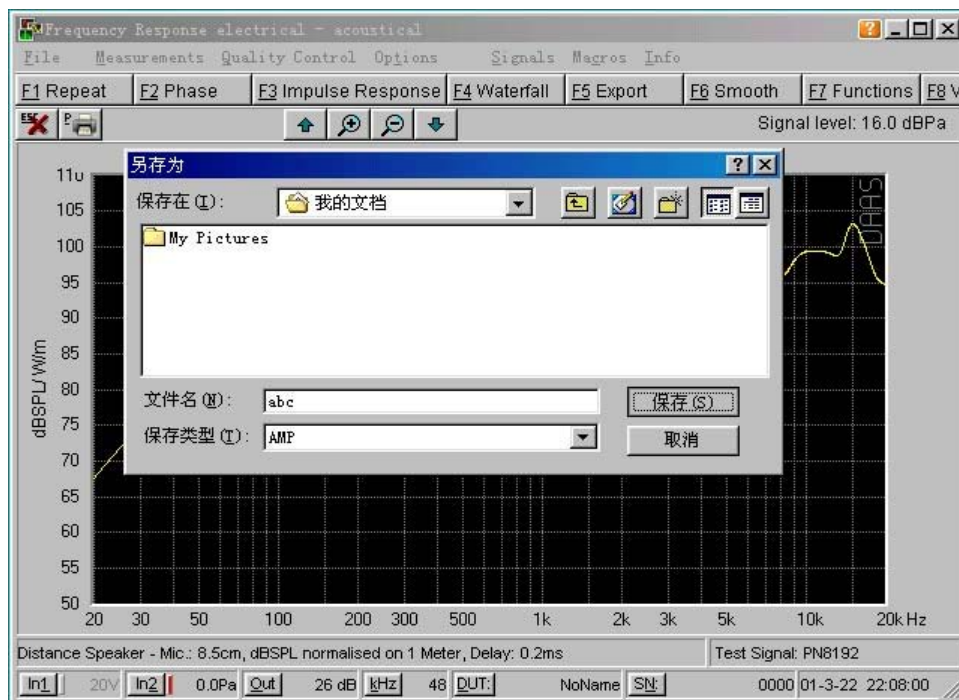 Frequency Response electrical - acoustical
File Measurements Quality Control Options Signals Macros Info
F1 Repeat F2 Phase F3 Impulse Response F4 Waterfall F5 Export F6 Smooth F7 Functions F8 V
ESC P Signal level: 16.0 dBPa
另存为
保存在(I): 我的文档
My Pictures
文件名(N): abc 保存(S)
保存类型(T): AMP 取消
110
105
100
95
90
85
80
75
70
65
60
55
50
dBSPL/W/m
DAAS
20 30 50 100 200 300 500 1k 2k 3k 5k 10k 20kHz
Distance Speaker - Mic.: 8.5cm, dBSPL normalised on 1 Meter, Delay: 0.2ms Test Signal: PN8192
In1 20V In2 0.0Pa Out 26 dB kHz 48 DUT: NoName SN: 0000 01-3-22 22:08:00